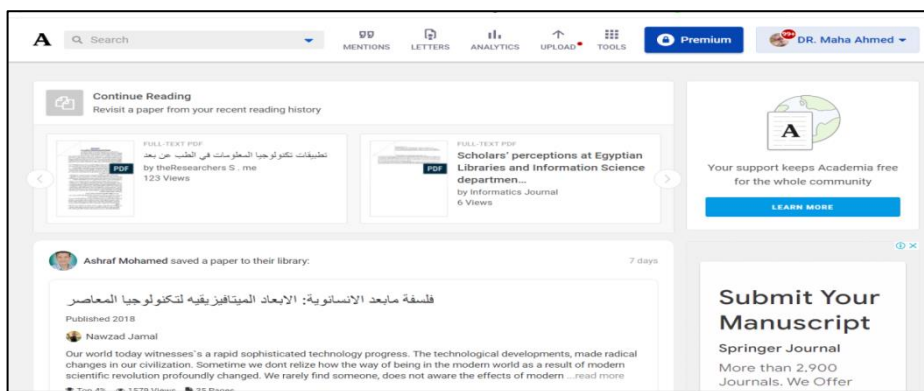 A
Search
MENTIONS
LETTERS
ANALYTICS
UPLOAD
TOOLS
Premium
99+
DR. Maha Ahmed
Continue Reading
Revisit a paper from your recent reading history
FULL-TEXT PDF
تطبيقات تكنولوجيا المعلومات في الطب عن بعد
by theResearchers S . me
123 Views
PDF
FULL-TEXT PDF
Scholars' perceptions at Egyptian
Libraries and Information Science
departmen...
by Informatics Journal
6 Views
PDF
A
Your support keeps Academia free
for the whole community
LEARN MORE
Ashraf Mohamed saved a paper to their library:
7 days
فلسفة مابعد الانسانوية: الابعاد الميتافيزيقيه لتكنولوجيا المعاصر
Published 2018
Nawzad Jamal
Our world today witnesses`s a rapid sophisticated technology progress. The technological developments, made radical
changes in our civilization. Sometime we dont relize how the way of being in the modern world as a result of modern
scientific revolution profoundly changed. We rarely find someone, does not aware the effects of modern ...read more
Top 4% 1579 Views 25 Pages
Submit Your
Manuscript
Springer Journal
More than 2,900
Journals. We Offer